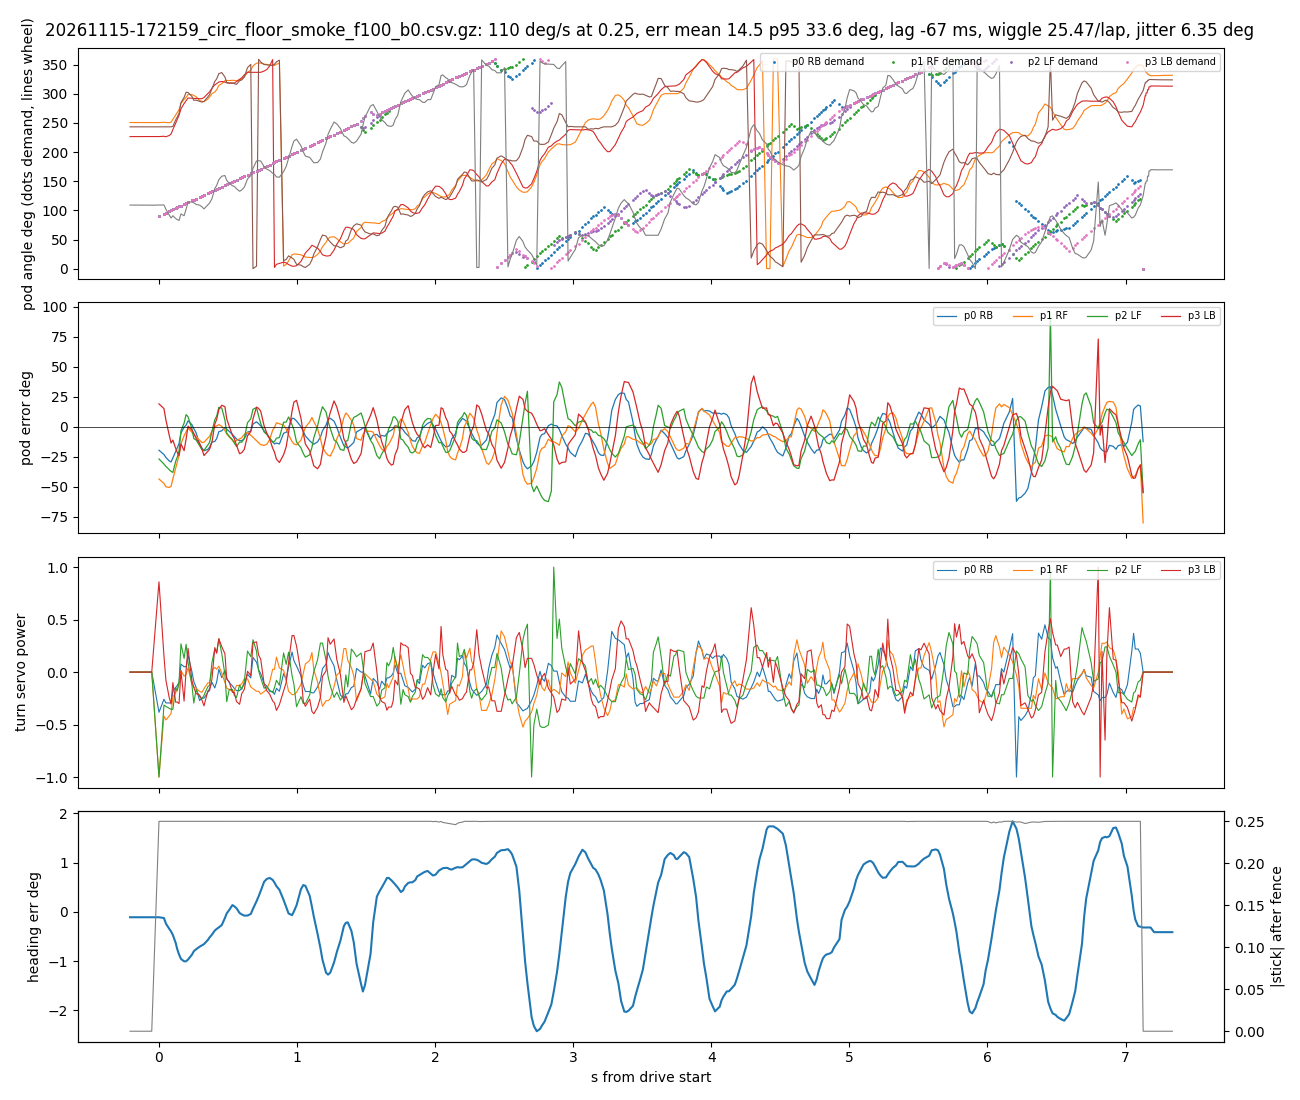 20261115-172159_circ_floor_smoke_f100_b0.csv.gz: 110 deg/s at 0.25, err mean 14.5 p95 33.6 deg, lag -67 ms, wiggle 25.47/lap, jitter 6.35 deg
pod angle deg (dots demand, lines wheel)
350
300
250
200
150
100
50
0
p0 RB demand
p1 RF demand
p2 LF demand
p3 LB demand
pod error deg
100
75
50
25
0
−25
−50
−75
p0 RB
p1 RF
p2 LF
p3 LB
turn servo power
1.0
0.5
0.0
−0.5
−1.0
p0 RB
p1 RF
p2 LF
p3 LB
heading err deg
2
1
0
−1
−2
0.25
0.20
0.15
0.10
0.05
0.00
|stick| after fence
0 1 2 3 4 5 6 7
s from drive start